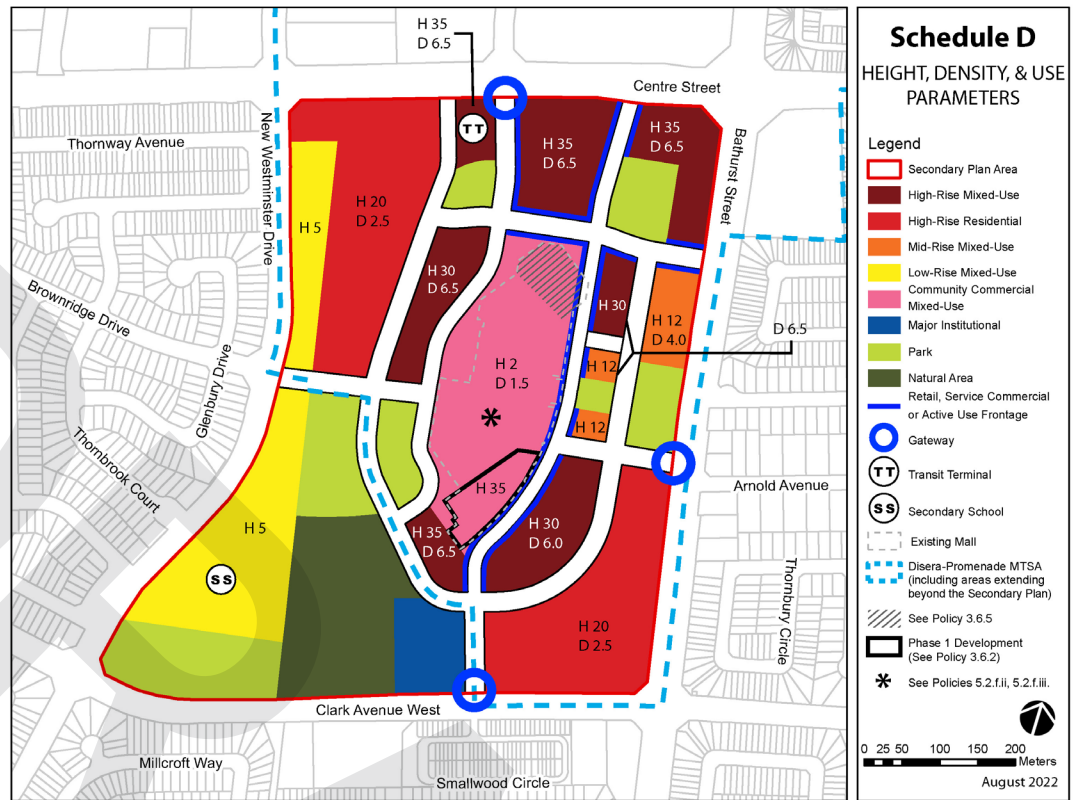 H 35
D 6.5
Centre Street
TT
H 35
D 6.5
H 35
D 6.5
Thornway Avenue
New Westminster Drive
Bathurst Street
H 20
D 2.5
H 5
H 30
D 6.5
Brownridge Drive
H 30
H 12
D 4.0
D 6.5
H 2
D 1.5
H 12
Glenbury Drive
*
H 12
Thornbrook Court
H 35
Arnold Avenue
H 5
H 35
D 6.5
H 30
D 6.0
SS
Thornbury Circle
H 20
D 2.5
Clark Avenue West
Millcroft Way
Smallwood Circle
Schedule D
HEIGHT, DENSITY, & USE
PARAMETERS
Legend
Secondary Plan Area
High-Rise Mixed-Use
High-Rise Residential
Mid-Rise Mixed-Use
Low-Rise Mixed-Use
Community Commercial
Mixed-Use
Major Institutional
Park
Natural Area
Retail, Service Commercial
or Active Use Frontage
Gateway
TT
Transit Terminal
SS
Secondary School
Existing Mall
Disera-Promenade MTSA
(including areas extending
beyond the Secondary Plan)
See Policy 3.6.5
Phase 1 Development
(See Policy 3.6.2)
* See Policies 5.2.f.ii, 5.2.f.iii.
0 25 50 100 150 200
Meters
August 2022